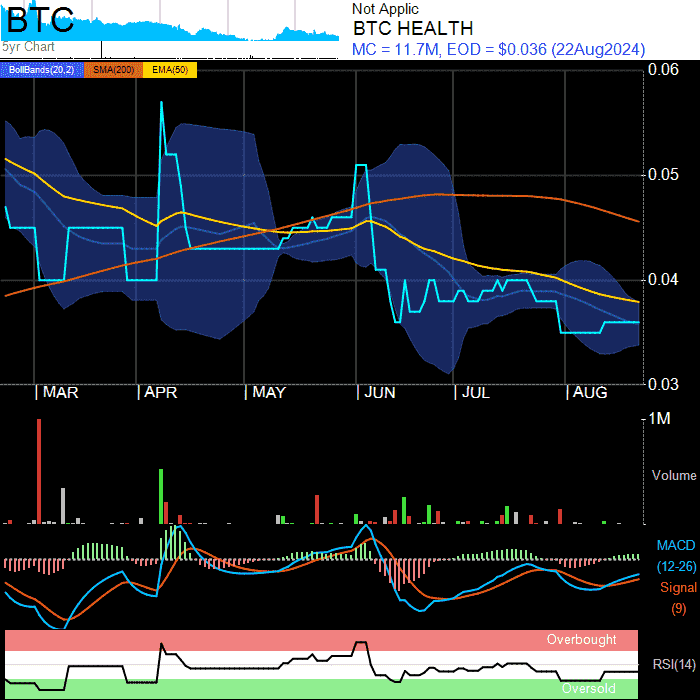 BTC
5yr Chart
Not Applic
BTC HEALTH
MC = 11.7M, EOD = $0.036 (22Aug2024)
BollBands(20,2) SMA(200) EMA(50)
0.06
0.05
0.04
0.03
MAR APR MAY JUN JUL AUG
1M
Volume
MACD
(12-26)
Signal
(9)
Overbought
RSI(14)
Oversold